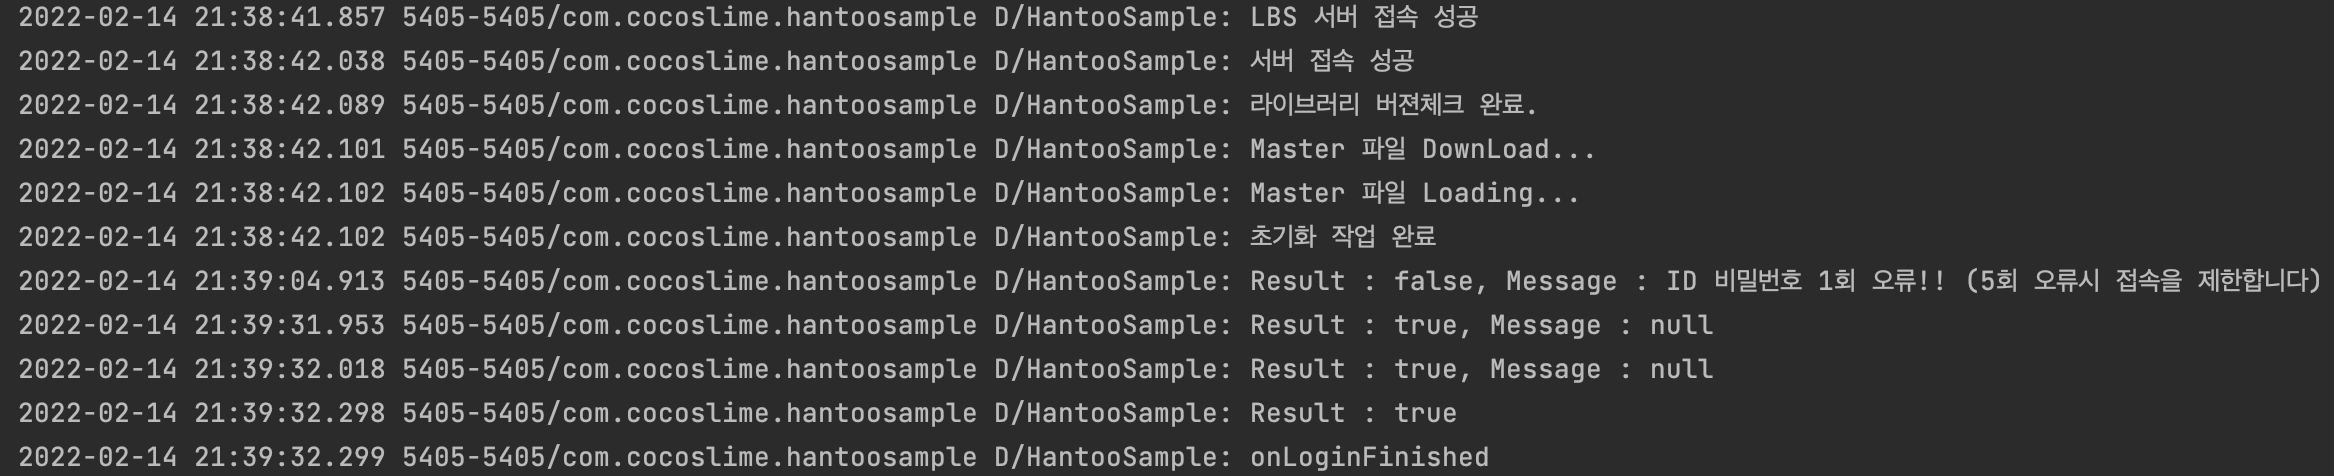 2022-02-14 21:38:41.857 5405-5405/com.cocoslime.hantoosample D/HantooSample: LBS 서버 접속 성공
2022-02-14 21:38:42.038 5405-5405/com.cocoslime.hantoosample D/HantooSample: 서버 접속 성공
2022-02-14 21:38:42.089 5405-5405/com.cocoslime.hantoosample D/HantooSample: 라이브러리 버젼체크 완료.
2022-02-14 21:38:42.101 5405-5405/com.cocoslime.hantoosample D/HantooSample: Master 파일 DownLoad...
2022-02-14 21:38:42.102 5405-5405/com.cocoslime.hantoosample D/HantooSample: Master 파일 Loading...
2022-02-14 21:38:42.102 5405-5405/com.cocoslime.hantoosample D/HantooSample: 초기화 작업 완료
2022-02-14 21:39:04.913 5405-5405/com.cocoslime.hantoosample D/HantooSample: Result : false, Message : ID 비밀번호 1회 오류!! (5회 오류시 접속을 제한합니다)
2022-02-14 21:39:31.953 5405-5405/com.cocoslime.hantoosample D/HantooSample: Result : true, Message : null
2022-02-14 21:39:32.018 5405-5405/com.cocoslime.hantoosample D/HantooSample: Result : true, Message : null
2022-02-14 21:39:32.298 5405-5405/com.cocoslime.hantoosample D/HantooSample: Result : true
2022-02-14 21:39:32.299 5405-5405/com.cocoslime.hantoosample D/HantooSample: onLoginFinished